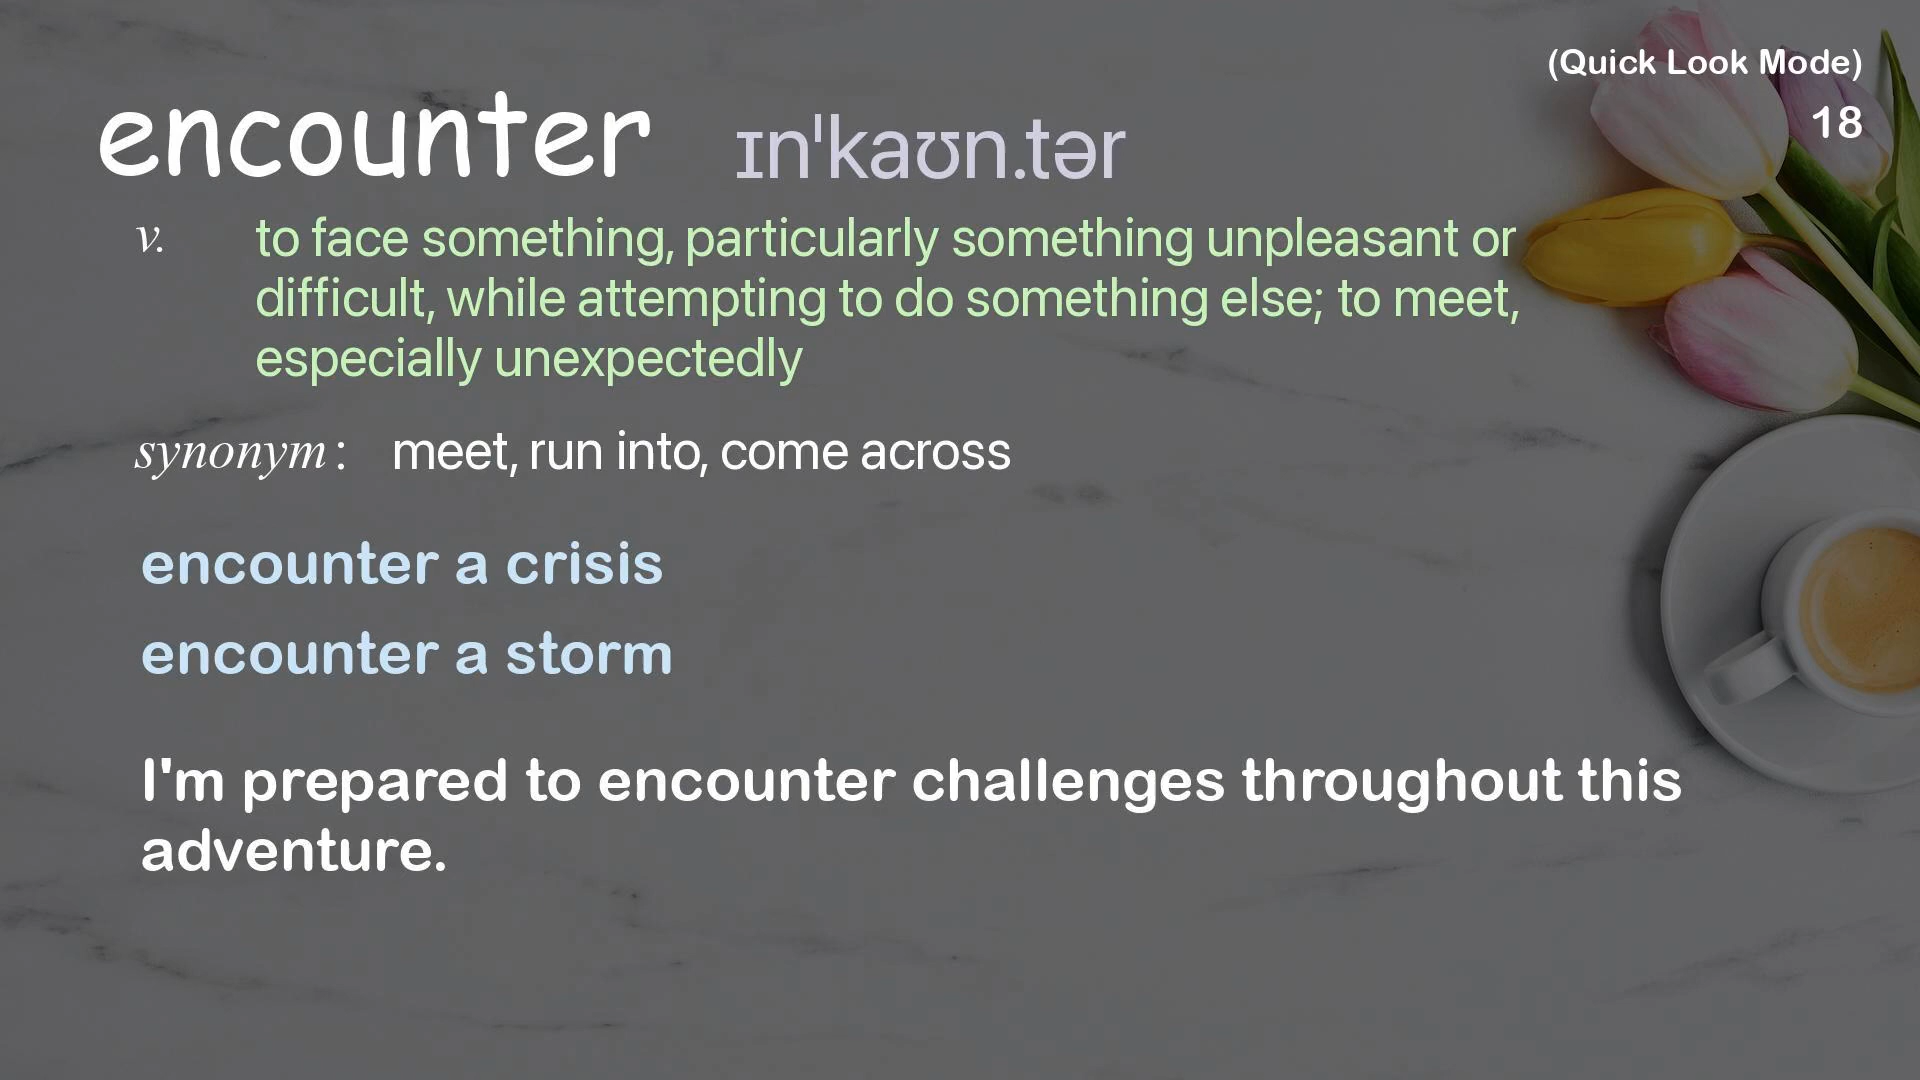 (Quick Look Mode)
18
encounter ɪnˈkaʊn.tər
v. to face something, particularly something unpleasant or
difficult, while attempting to do something else; to meet,
especially unexpectedly
synonym : meet, run into, come across
encounter a crisis
encounter a storm
I'm prepared to encounter challenges throughout this
adventure.